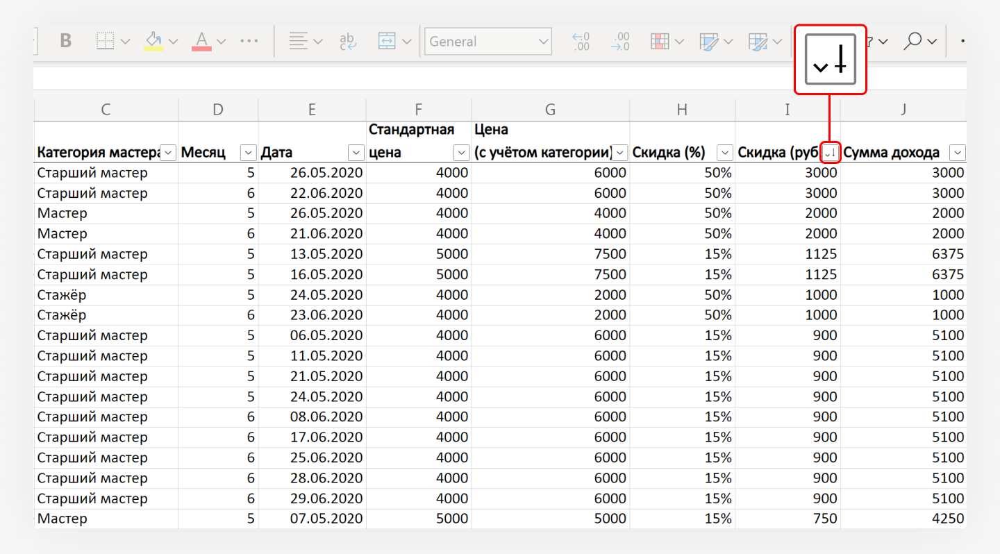 B A ... ab c General ←0 .00 .00 →0
C D E F G H I J
Стандартная Цена
Категория мастера Месяц Дата цена (с учётом категории) Скидка (%) Скидка (руб Сумма дохода
Старший мастер 5 26.05.2020 4000 6000 50% 3000 3000
Старший мастер 6 22.06.2020 4000 6000 50% 3000 3000
Мастер 5 26.05.2020 4000 4000 50% 2000 2000
Мастер 6 21.06.2020 4000 4000 50% 2000 2000
Старший мастер 5 13.05.2020 5000 7500 15% 1125 6375
Старший мастер 5 16.05.2020 5000 7500 15% 1125 6375
Стажёр 5 24.05.2020 4000 2000 50% 1000 1000
Стажёр 6 23.06.2020 4000 2000 50% 1000 1000
Старший мастер 5 06.05.2020 4000 6000 15% 900 5100
Старший мастер 5 11.05.2020 4000 6000 15% 900 5100
Старший мастер 5 21.05.2020 4000 6000 15% 900 5100
Старший мастер 5 24.05.2020 4000 6000 15% 900 5100
Старший мастер 6 08.06.2020 4000 6000 15% 900 5100
Старший мастер 6 17.06.2020 4000 6000 15% 900 5100
Старший мастер 6 25.06.2020 4000 6000 15% 900 5100
Старший мастер 6 28.06.2020 4000 6000 15% 900 5100
Старший мастер 6 29.06.2020 4000 6000 15% 900 5100
Мастер 5 07.05.2020 5000 5000 15% 750 4250